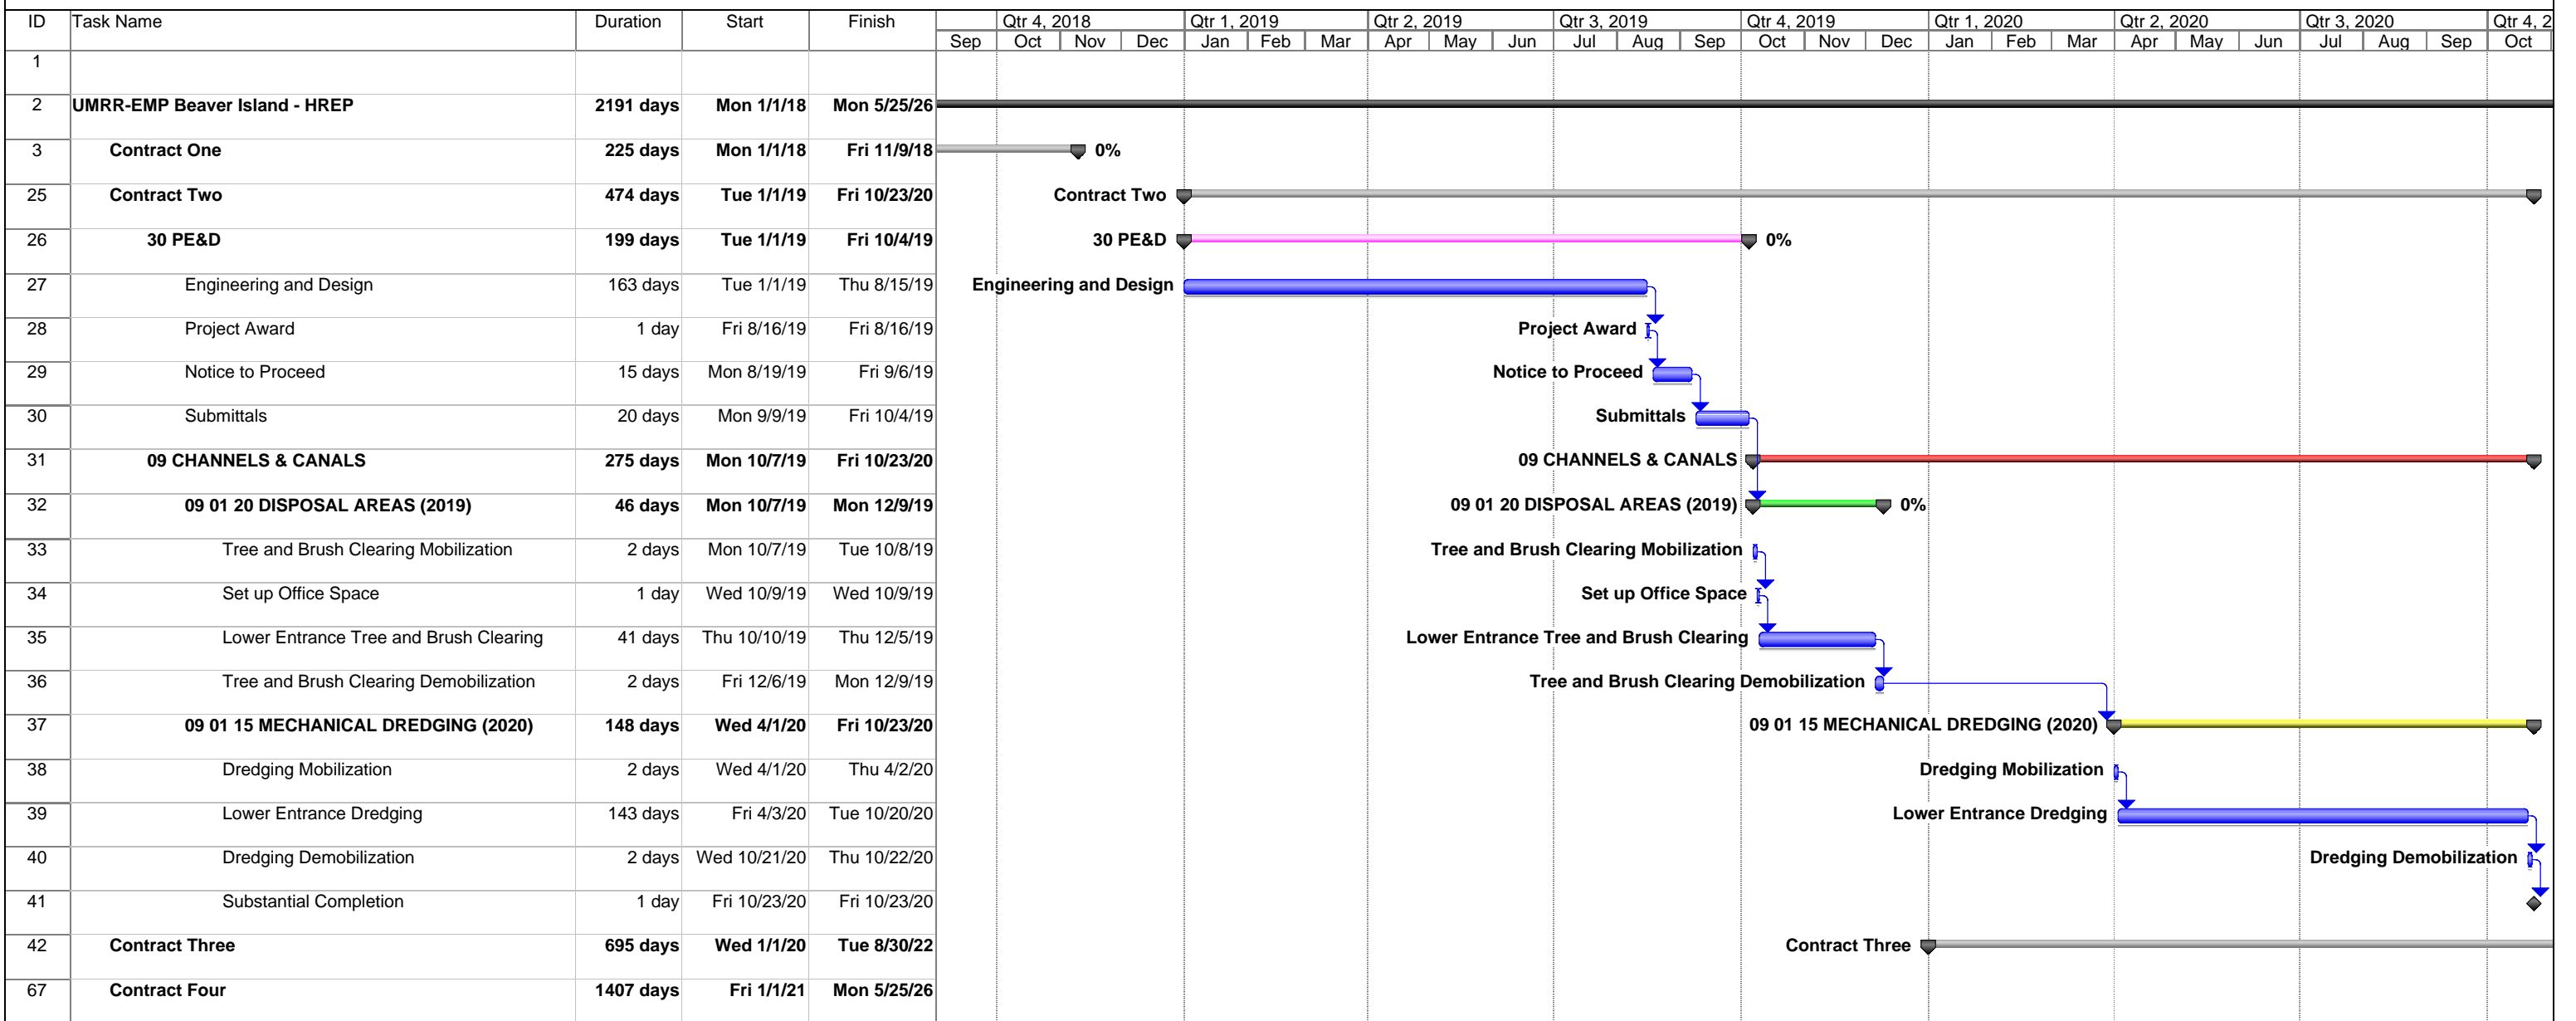 ID Task Name Duration Start Finish Qtr 4, 2018 Qtr 1, 2019 Qtr 2, 2019 Qtr 3, 2019 Qtr 4, 2019 Qtr 1, 2020 Qtr 2, 2020 Qtr 3, 2020 Qtr 4, 2
Sep Oct Nov Dec Jan Feb Mar Apr May Jun Jul Aug Sep Oct Nov Dec Jan Feb Mar Apr May Jun Jul Aug Sep Oct
1
2 UMRR-EMP Beaver Island - HREP 2191 days Mon 1/1/18 Mon 5/25/26
3 Contract One 225 days Mon 1/1/18 Fri 11/9/18 0%
25 Contract Two 474 days Tue 1/1/19 Fri 10/23/20 Contract Two
26 30 PE&D 199 days Tue 1/1/19 Fri 10/4/19 30 PE&D 0%
27 Engineering and Design 163 days Tue 1/1/19 Thu 8/15/19 Engineering and Design
28 Project Award 1 day Fri 8/16/19 Fri 8/16/19 Project Award
29 Notice to Proceed 15 days Mon 8/19/19 Fri 9/6/19 Notice to Proceed
30 Submittals 20 days Mon 9/9/19 Fri 10/4/19 Submittals
31 09 CHANNELS & CANALS 275 days Mon 10/7/19 Fri 10/23/20 09 CHANNELS & CANALS
32 09 01 20 DISPOSAL AREAS (2019) 46 days Mon 10/7/19 Mon 12/9/19 09 01 20 DISPOSAL AREAS (2019) 0%
33 Tree and Brush Clearing Mobilization 2 days Mon 10/7/19 Tue 10/8/19 Tree and Brush Clearing Mobilization
34 Set up Office Space 1 day Wed 10/9/19 Wed 10/9/19 Set up Office Space
35 Lower Entrance Tree and Brush Clearing 41 days Thu 10/10/19 Thu 12/5/19 Lower Entrance Tree and Brush Clearing
36 Tree and Brush Clearing Demobilization 2 days Fri 12/6/19 Mon 12/9/19 Tree and Brush Clearing Demobilization
37 09 01 15 MECHANICAL DREDGING (2020) 148 days Wed 4/1/20 Fri 10/23/20 09 01 15 MECHANICAL DREDGING (2020)
38 Dredging Mobilization 2 days Wed 4/1/20 Thu 4/2/20 Dredging Mobilization
39 Lower Entrance Dredging 143 days Fri 4/3/20 Tue 10/20/20 Lower Entrance Dredging
40 Dredging Demobilization 2 days Wed 10/21/20 Thu 10/22/20 Dredging Demobilization
41 Substantial Completion 1 day Fri 10/23/20 Fri 10/23/20
42 Contract Three 695 days Wed 1/1/20 Tue 8/30/22 Contract Three
67 Contract Four 1407 days Fri 1/1/21 Mon 5/25/26